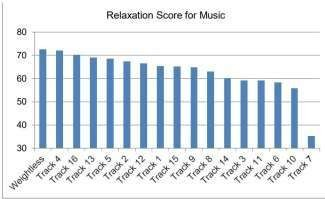 Relaxation Score for Music
80
70
60
50
40
30
Weightless
Track 4
Track 16
Track 13
Track 5
Track 2
Track 12
Track 1
Track 15
Track 9
Track 8
Track 14
Track 3
Track 11
Track 6
Track 10
Track 7